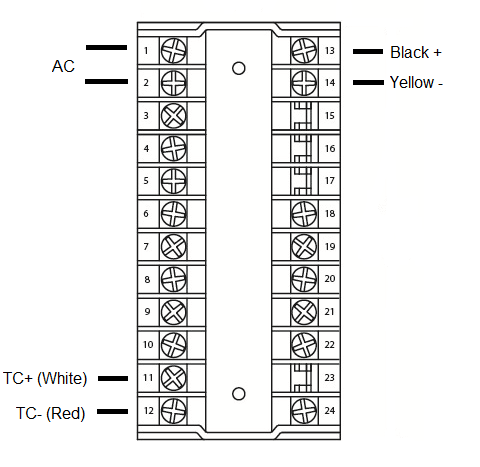 1 13 Black +
AC
2 14 Yellow -
3 15
4 16
5 17
6 18
7 19
8 20
9 21
10 22
TC+ (White) 11 23
TC- (Red) 12 24